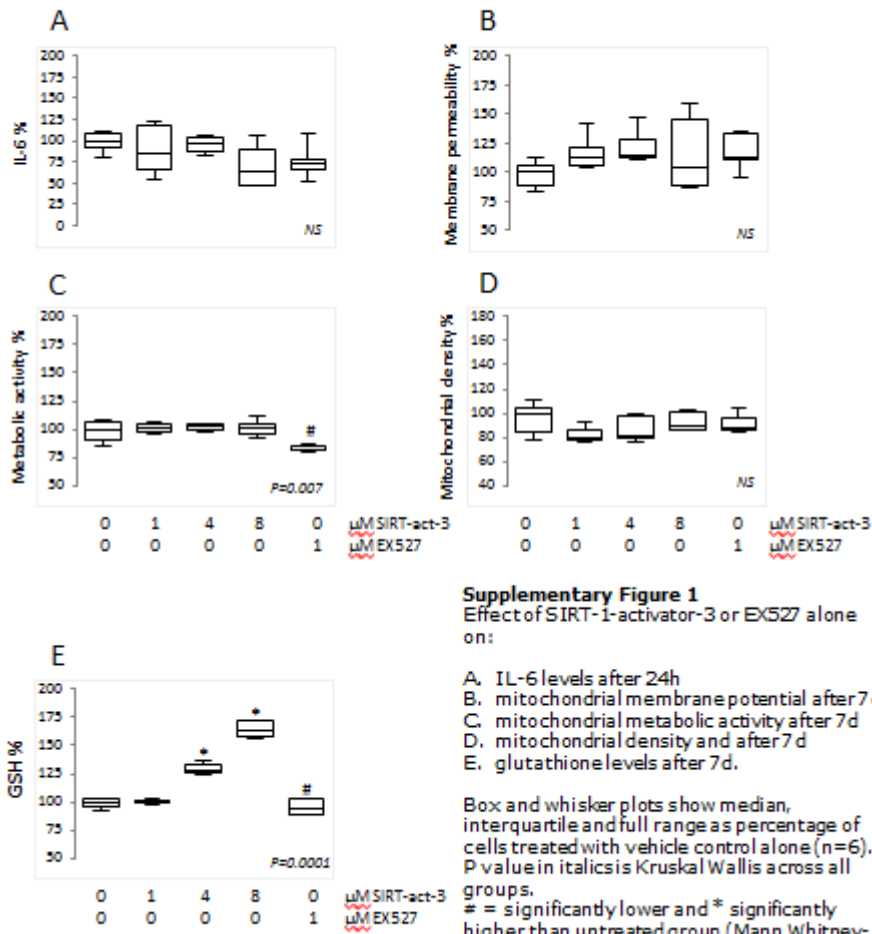 A
IL-6 %
200
175
150
125
100
75
50
25
0
NS
B
Membrane permeability %
200
175
150
125
100
75
50
NS
C
Metabolic activity %
200
175
150
125
100
75
50
#
P=0.007
0 1 4 8 0 µM SIRT-act-3
0 0 0 0 1 µM EX527
D
Mitochondrial density %
180
160
140
120
100
80
60
40
NS
0 1 4 8 0 µM SIRT-act-3
0 0 0 0 1 µM EX527
E
GSH %
200
175
150
125
100
75
50
* * #
P=0.0001
0 1 4 8 0 µM SIRT-act-3
0 0 0 0 1 µM EX527
Supplementary Figure 1
Effect of SIRT-1-activator-3 or EX527 alone
on:
A. IL-6 levels after 24h
B. mitochondrial membrane potential after 7
C. mitochondrial metabolic activity after 7d
D. mitochondrial density and after 7d
E. glutathione levels after 7d.
Box and whisker plots show median,
interquartile and full range as percentage of
cells treated with vehicle control alone (n=6).
P value in italics is Kruskal Wallis across all
groups.
# = significantly lower and * significantly
higher than untreated group (Mann Whitney-